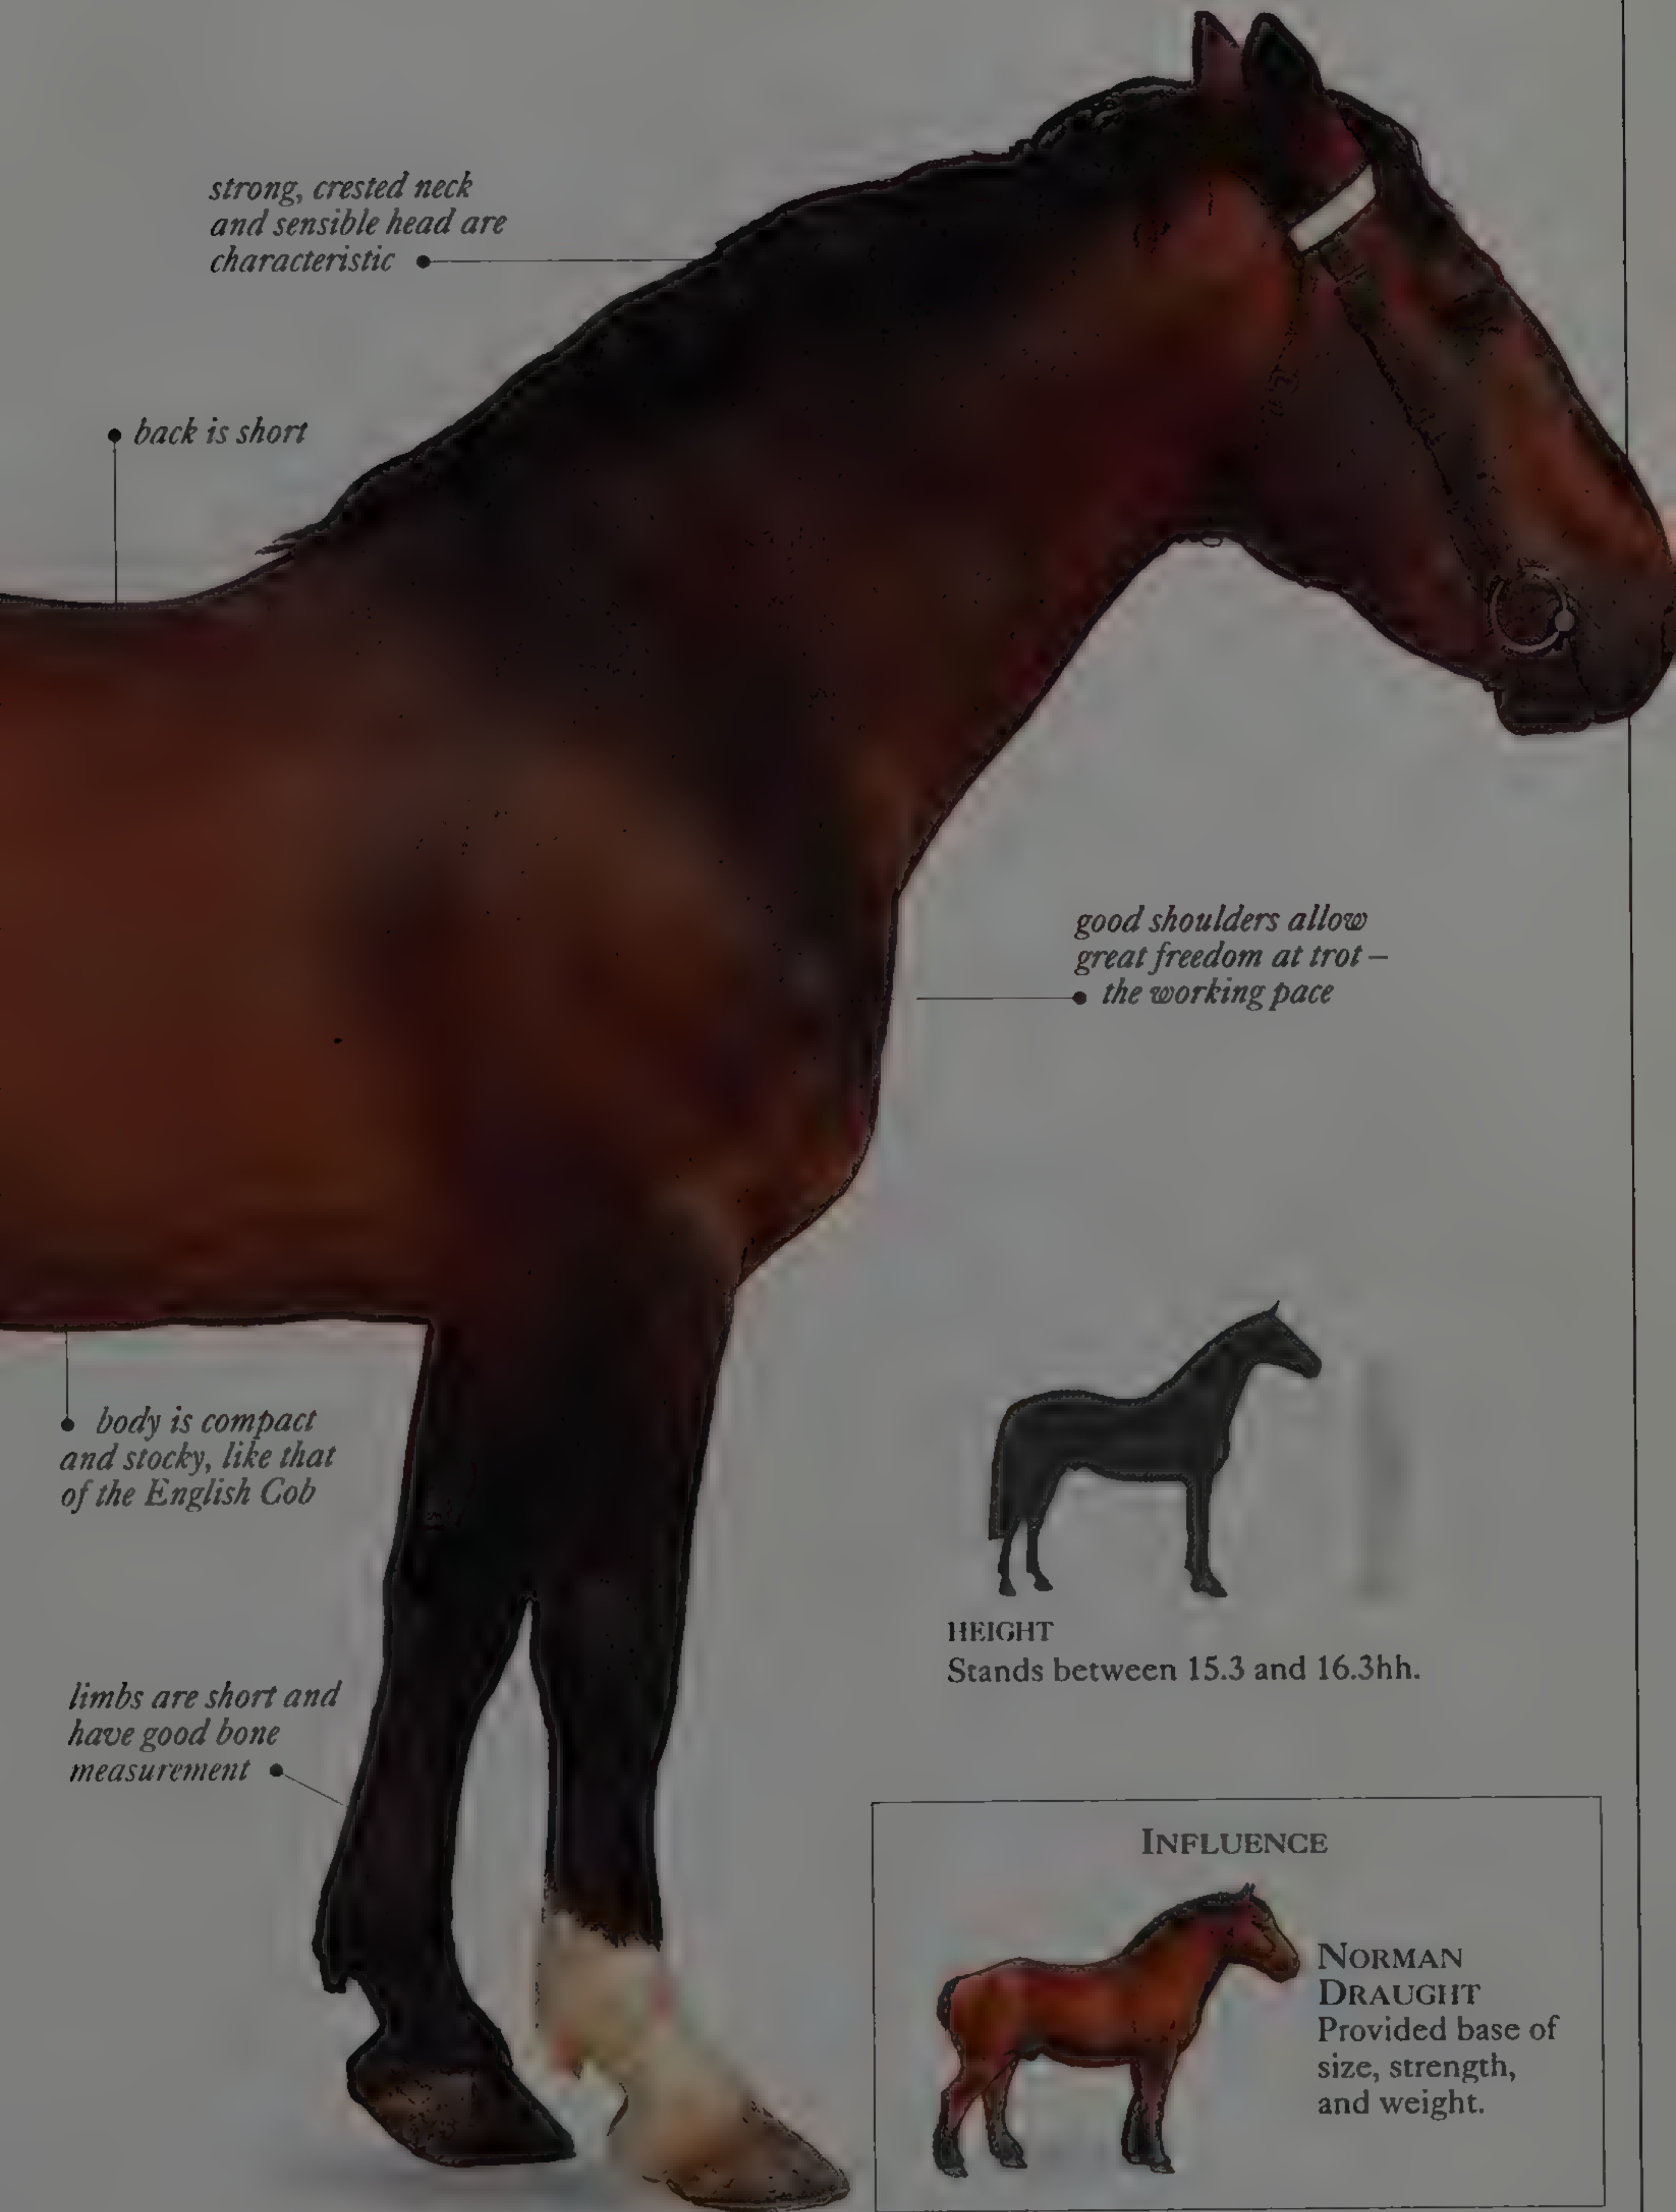 strong, crested neck
and sensible head are
characteristic
back is short
good shoulders allow
great freedom at trot –
the working pace
body is compact
and stocky, like that
of the English Cob
HEIGHT
Stands between 15.3 and 16.3hh.
limbs are short and
have good bone
measurement
INFLUENCE
NORMAN
DRAUGHT
Provided base of
size, strength,
and weight.